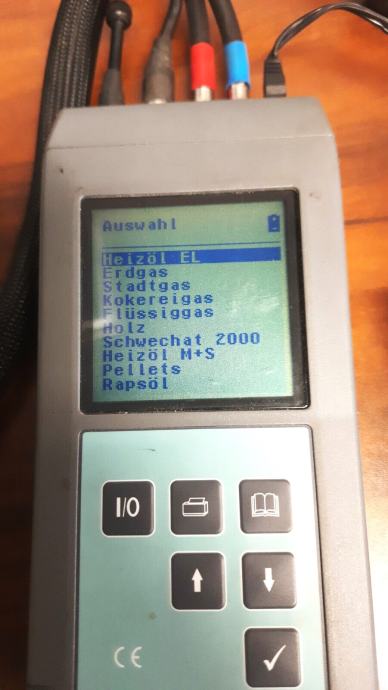 Auswahl
Heizöl EL
Erdgas
Stadtgas
Kokereigas
Flüssiggas
Holz
Schwechat 2000
Heizöl M+S
Pellets
Rapsöl
I/O
CE